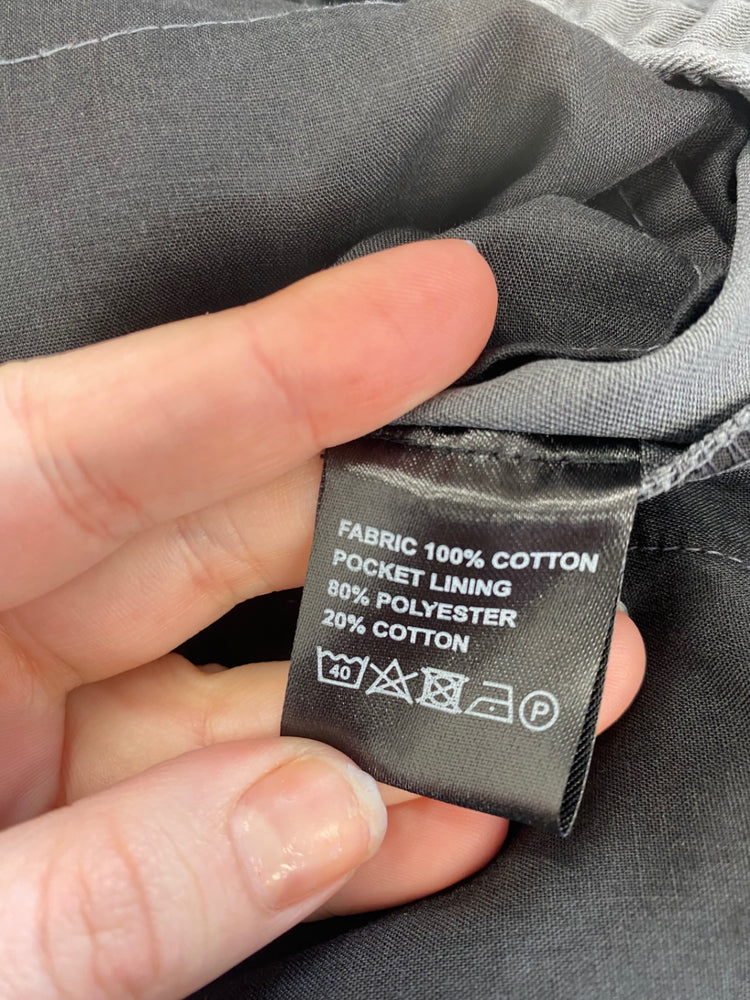 FABRIC 100% COTTON
POCKET LINING
80% POLYESTER
20% COTTON
40 P